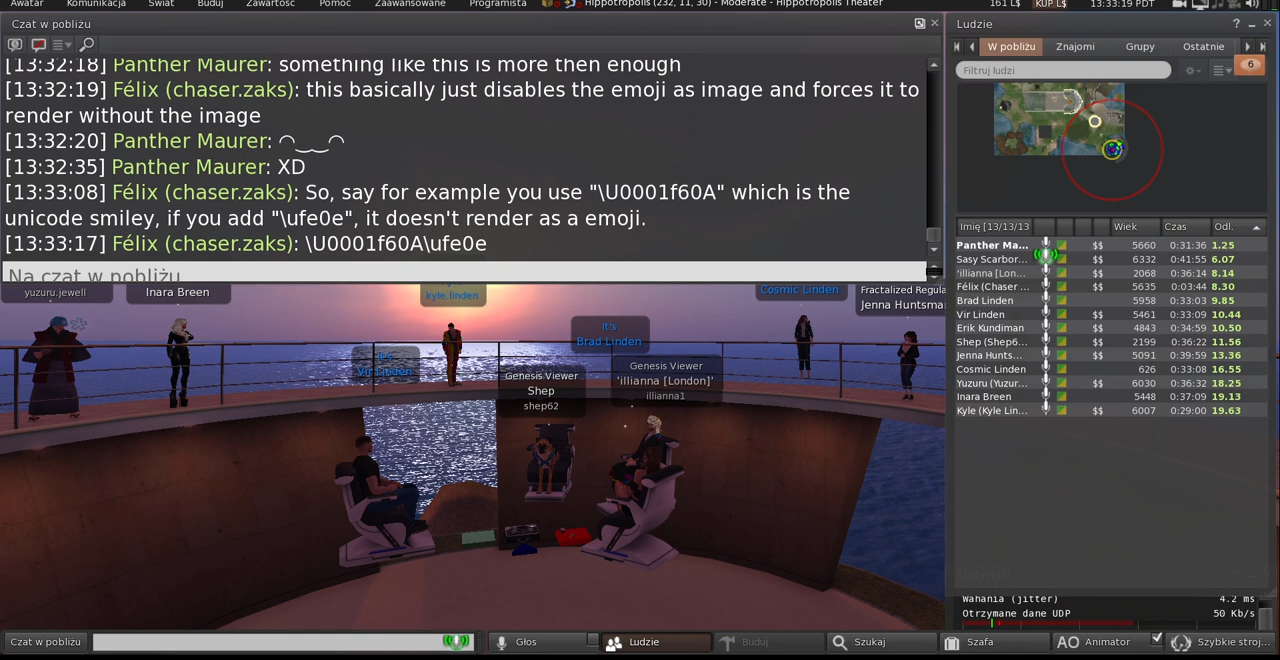 Awatar Komunikacja Świat Buduj Zawartość Pomoc Zaawansowane Programista Hippotropolis (232, 11, 30) - Moderate - Hippotropolis Theater 161 L$ KUP L$ 13:33:19 PDT
Czat w pobliżu
[13:32:18] Panther Maurer: something like this is more then enough
[13:32:19] Félix (chaser.zaks): this basically just disables the emoji as image and forces it to
render without the image
[13:32:20] Panther Maurer: ◠‿◠
[13:32:35] Panther Maurer: XD
[13:33:08] Félix (chaser.zaks): So, say for example you use "\U0001f60A" which is the
unicode smiley, if you add "\ufe0e", it doesn't render as a emoji.
[13:33:17] Félix (chaser.zaks): \U0001f60A\ufe0e
Na czat w pobliżu
yuzuru.jewell
Inara Breen
kyle.linden
Cosmic Linden
Fractalized Regula
Jenna Huntsma
It's
Brad Linden
It's
Vir Linden
Genesis Viewer
Shep
shep62
Genesis Viewer
'illianna [London]'
illianna1
Ludzie
W pobliżu Znajomi Grupy Ostatnie
Filtruj ludzi
6
Imię [13/13/13 Wiek Czas Odl.
Panther Ma... $$ 5660 0:31:36 1.25
Sasy Scarbor... $$ 6332 0:41:55 6.07
'illianna [Lon... $$ 2068 0:36:14 8.14
Félix (Chaser ... $$ 5635 0:03:44 8.30
Brad Linden 5958 0:33:03 9.85
Vir Linden $$ 5461 0:33:09 10.44
Erik Kundiman $$ 4843 0:34:59 10.50
Shep (Shep6... $$ 2199 0:36:22 11.56
Jenna Hunts... $$ 5091 0:39:59 13.36
Cosmic Linden 626 0:33:08 16.55
Yuzuru (Yuzur... $$ 6030 0:36:32 18.25
Inara Breen 5448 0:37:09 19.13
Kyle (Kyle Lin... $$ 6007 0:29:00 19.63
Wahania (jitter) 4.2 ms
Otrzymane dane UDP 50 Kb/s
Czat w pobliżu Głos Ludzie Buduj Szukaj Szafa AO Animator Szybkie stroj...